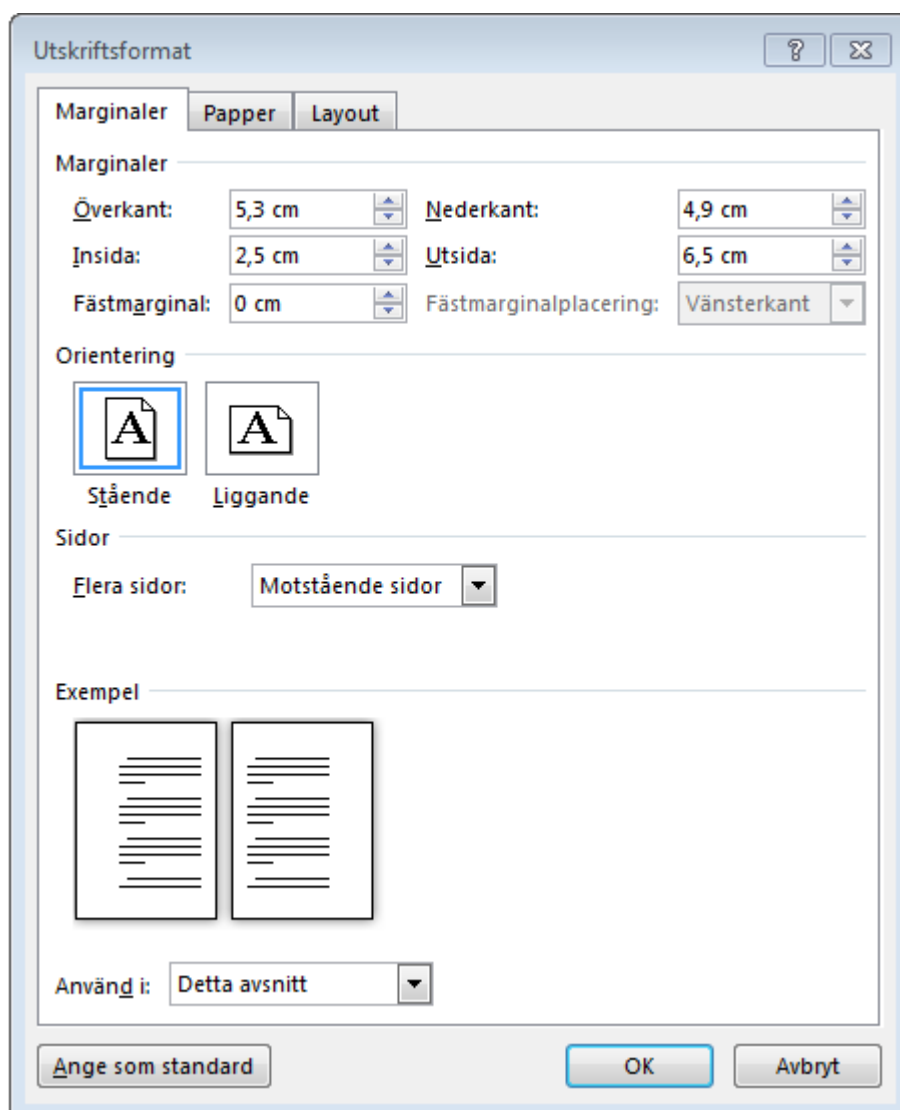 Utskriftsformat
Marginaler Papper Layout
Marginaler
Överkant: 5,3 cm Nederkant: 4,9 cm
Insida: 2,5 cm Utsida: 6,5 cm
Fästmarginal: 0 cm Fästmarginalplacering: Vänsterkant
Orientering
A A
Stående Liggande
Sidor
Flera sidor: Motstående sidor
Exempel
Använd i: Detta avsnitt
Ange som standard OK Avbryt